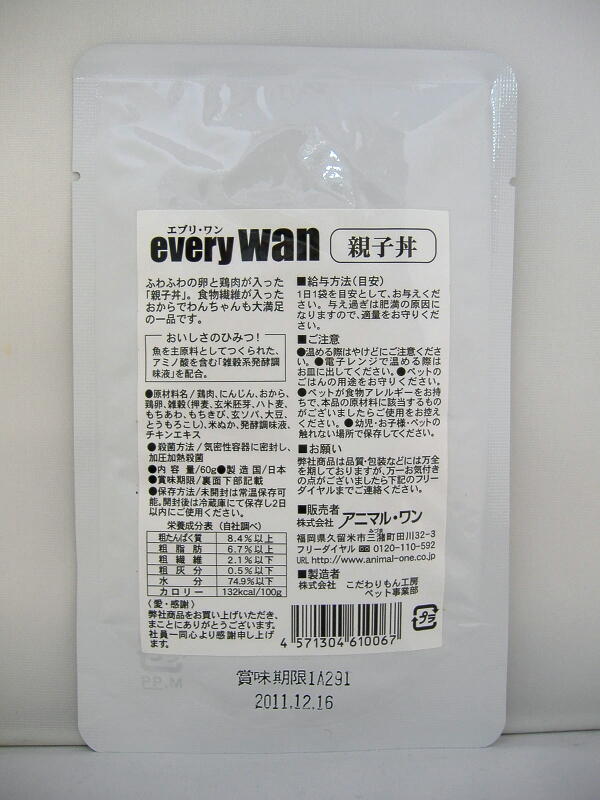 エブリ・ワン
every wan
親子丼
ふわふわの卵と鶏肉が入った
「親子丼」。食物繊維が入った
おからでわんちゃんも大満足
の一品です。
おいしさのひみつ!
魚を主原料としてつくられた、
アミノ酸を含む「雑穀系発酵調
味液」を配合。
●原材料名/鶏肉、にんじん、おから、
鶏卵、雑穀(押麦、玄米胚芽、ハト麦、
もちあわ、もちきび、玄ソバ、大豆、
とうもろこし)、米ぬか、発酵調味液、
チキンエキス
●殺菌方法/気密性容器に密封し、
加圧加熱殺菌
●内容量/60g●製造国/日本
●賞味期限/裏面下部記載
●保存方法/未開封は常温保存可
能。開封後は冷蔵庫にて保存し2日
以内にご使用ください。
栄養成分表(自社調べ)
粗たんぱく質 8.4%以上
粗脂肪 6.7%以上
粗繊維 2.1%以下
粗灰分 0.5%以下
水分 74.9%以下
カロリー 132kcal/100g
〈愛・感謝〉
弊社商品をお買い上げいただき、
まことにありがとうございます。
社員一同心より感謝申し上げ
ます。
■給与方法(目安)
1日1袋を目安として、お与えくだ
さい。与え過ぎは肥満の原因に
なりますので、適量をお守りくだ
さい。
■ご注意
●温める際はやけどにご注意くださ
い。●電子レンジで温める際は
お皿に出してください。●ペットの
ごはんの用途をお守りください。
●ペットが食物アレルギーをお持
ちで、本品の原材料に該当するもの
がございましたらご使用をお控え
ください。●幼児・お子様・ペットの
触れない場所で保存してください。
■お願い
弊社商品は品質・包装などには万全
を期しておりますが、万一お気付き
の点がございましたら下記のフリー
ダイヤルまでご連絡ください。
■販売者
株式会社 アニマル・ワン
みづま
福岡県久留米市三潴町田川32-3
フリーダイヤル 0120-110-592
URL http://www.animal-one.co.jp
■製造者
株式会社 こだわりもん工房
ペット事業部
4 571304 610067
プラ
賞味期限1A291
2011.12.16